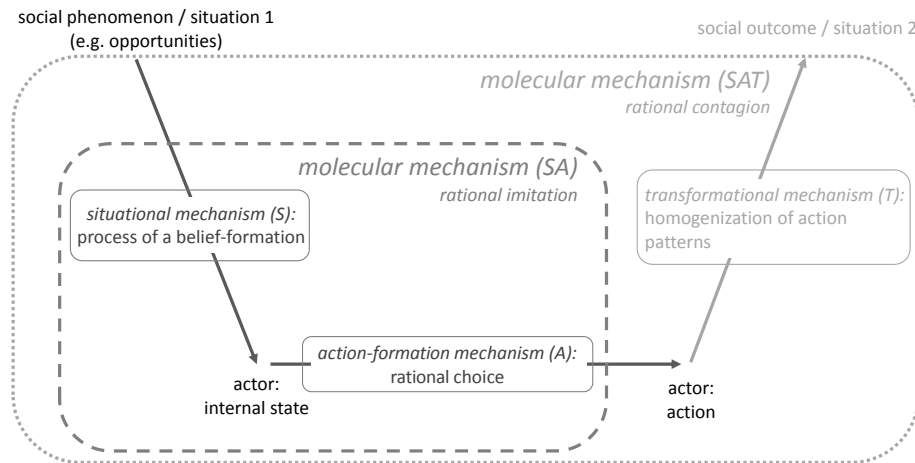 social phenomenon / situation 1
(e.g. opportunities)
social outcome / situation 2
molecular mechanism (SAT)
rational contagion
molecular mechanism (SA)
rational imitation
situational mechanism (S):
process of a belief-formation
transformational mechanism (T):
homogenization of action
patterns
action-formation mechanism (A):
rational choice
actor:
internal state
actor:
action